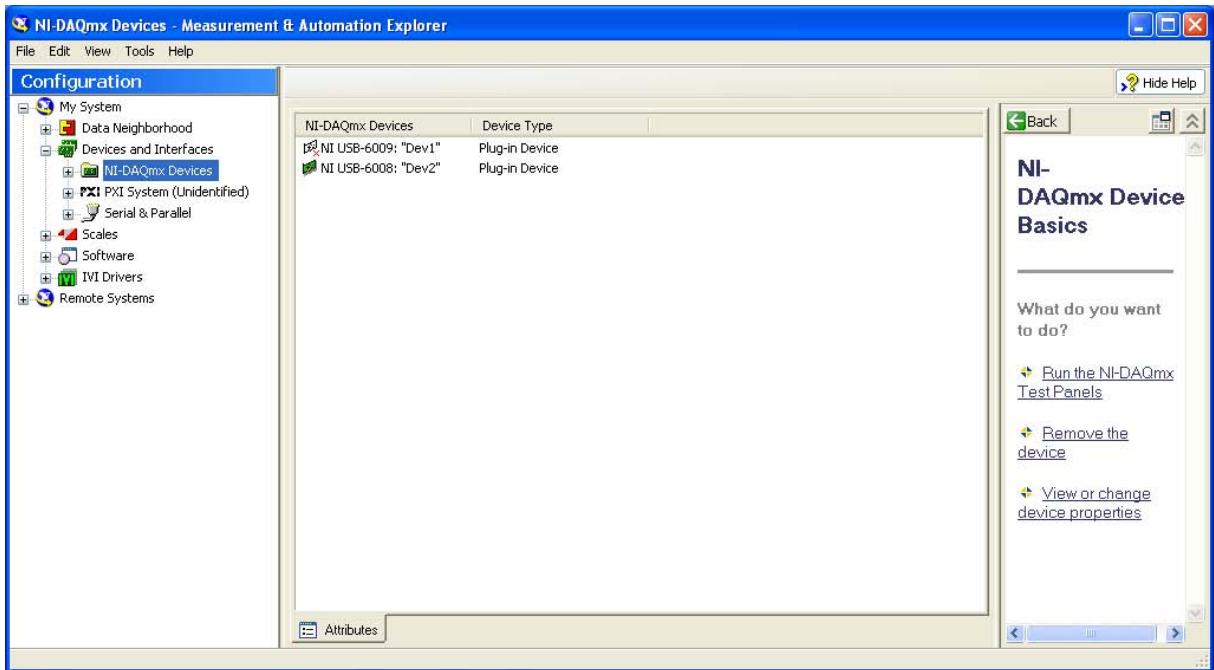 NI-DAQmx Devices - Measurement & Automation Explorer
File Edit View Tools Help
Configuration
My System
Data Neighborhood
Devices and Interfaces
NI-DAQmx Devices
PXI PXI System (Unidentified)
Serial & Parallel
Scales
Software
IVI Drivers
Remote Systems
Hide Help
NI-DAQmx Devices Device Type
NI USB-6009: "Dev1" Plug-in Device
NI USB-6008: "Dev2" Plug-in Device
Attributes
Back
NI-
DAQmx Device
Basics
What do you want
to do?
Run the NI-DAQmx
Test Panels
Remove the
device
View or change
device properties